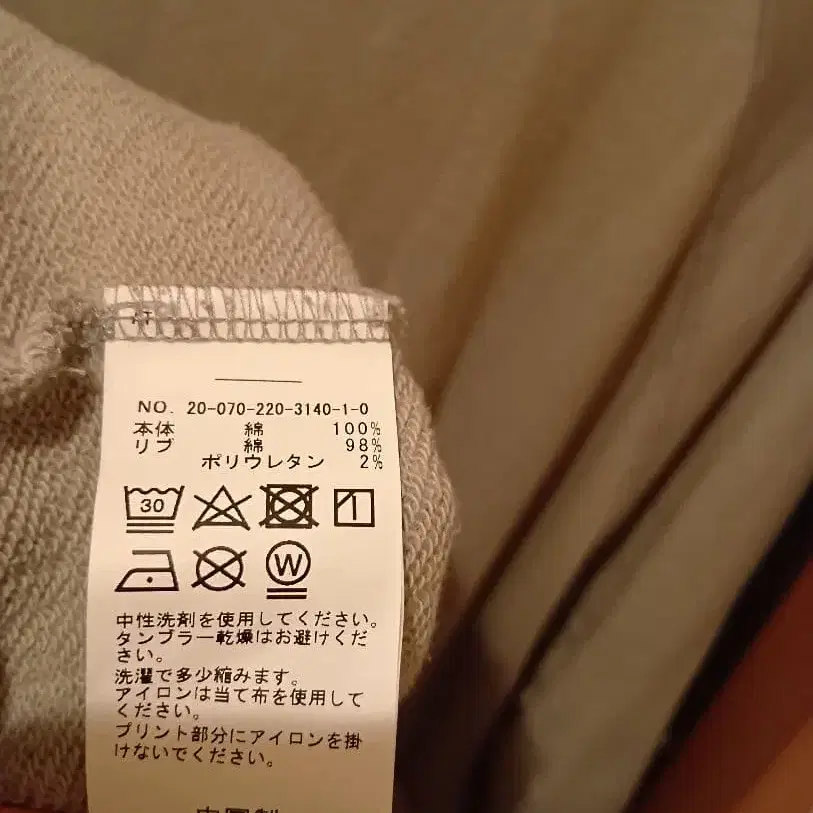 NO. 20-070-220-3140-1-0
本体 綿 100%
リブ 綿 98%
ポリウレタン 2%
30
W
中性洗剤を使用してください。
タンブラー乾燥はお避けくだ
さい。
洗濯で多少縮みます。
アイロンは当て布を使用して
ください。
プリント部分にアイロンを掛
けないでください。